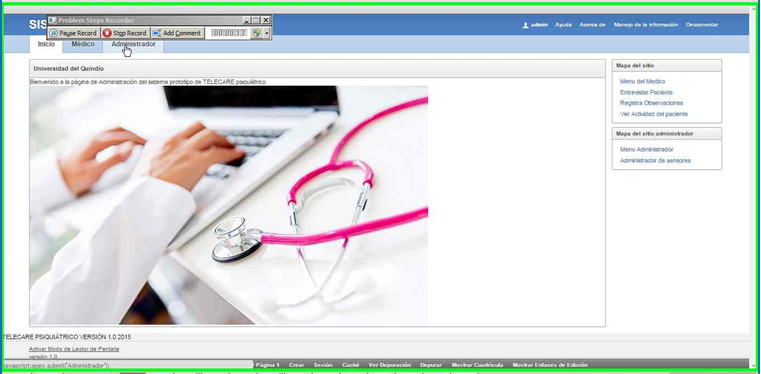 Problem Steps Recorder
SIS
Pause Record Stop Record Add Comment 00:00:13
admin Ayuda Acerca de Manejo de la información Desconectar
Inicio Médico Administrador
Universidad del Quindío
Bienvenido a la página de Administración del sistema prototipo de TELECARE psiquiátrico.
Mapa del sitio
Menu del Medico
Entrevistar Paciente
Registra Observaciones
Ver Actividad del paciente
Mapa del sitio administrador
Menu Administrador
Administrador de sensores
TELECARE PSIQUIÁTRICO VERSIÓN 1.0 2015
Activar Modo de Lector de Pantalla
versión 1.0
javascript:apex.submit('Administrador');
Página 1 Crear Sesión Caché Ver Depuración Depurar Mostrar Cuadrícula Mostrar Enlaces de Edición